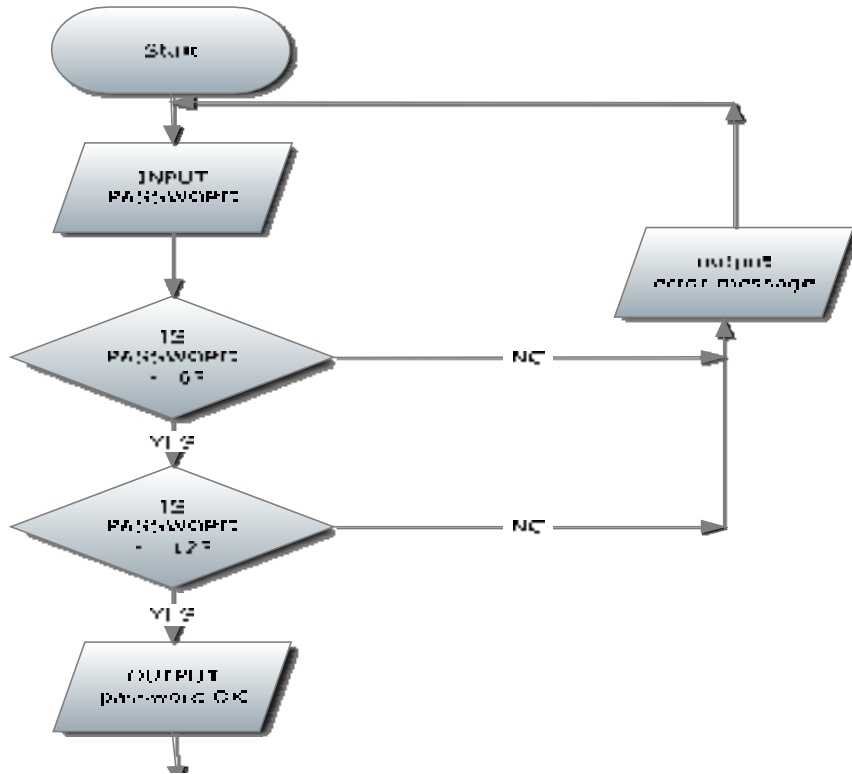 Start
INPUT
PASSWORD
output
error message
IS
PASSWORD
NO
YES
IS
PASSWORD
NO
YES
OUTPUT
password OK